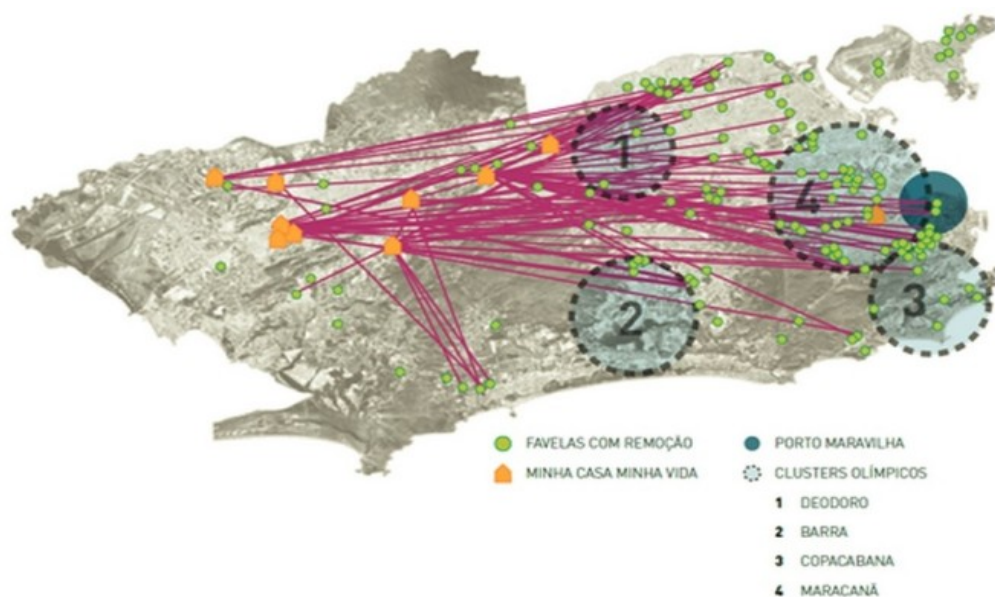 1
4
2
3
FAVELAS COM REMOÇÃO
MINHA CASA MINHA VIDA
PORTO MARAVILHA
CLUSTERS OLÍMPICOS
1 DEODORO
2 BARRA
3 COPACABANA
4 MARACANÃ